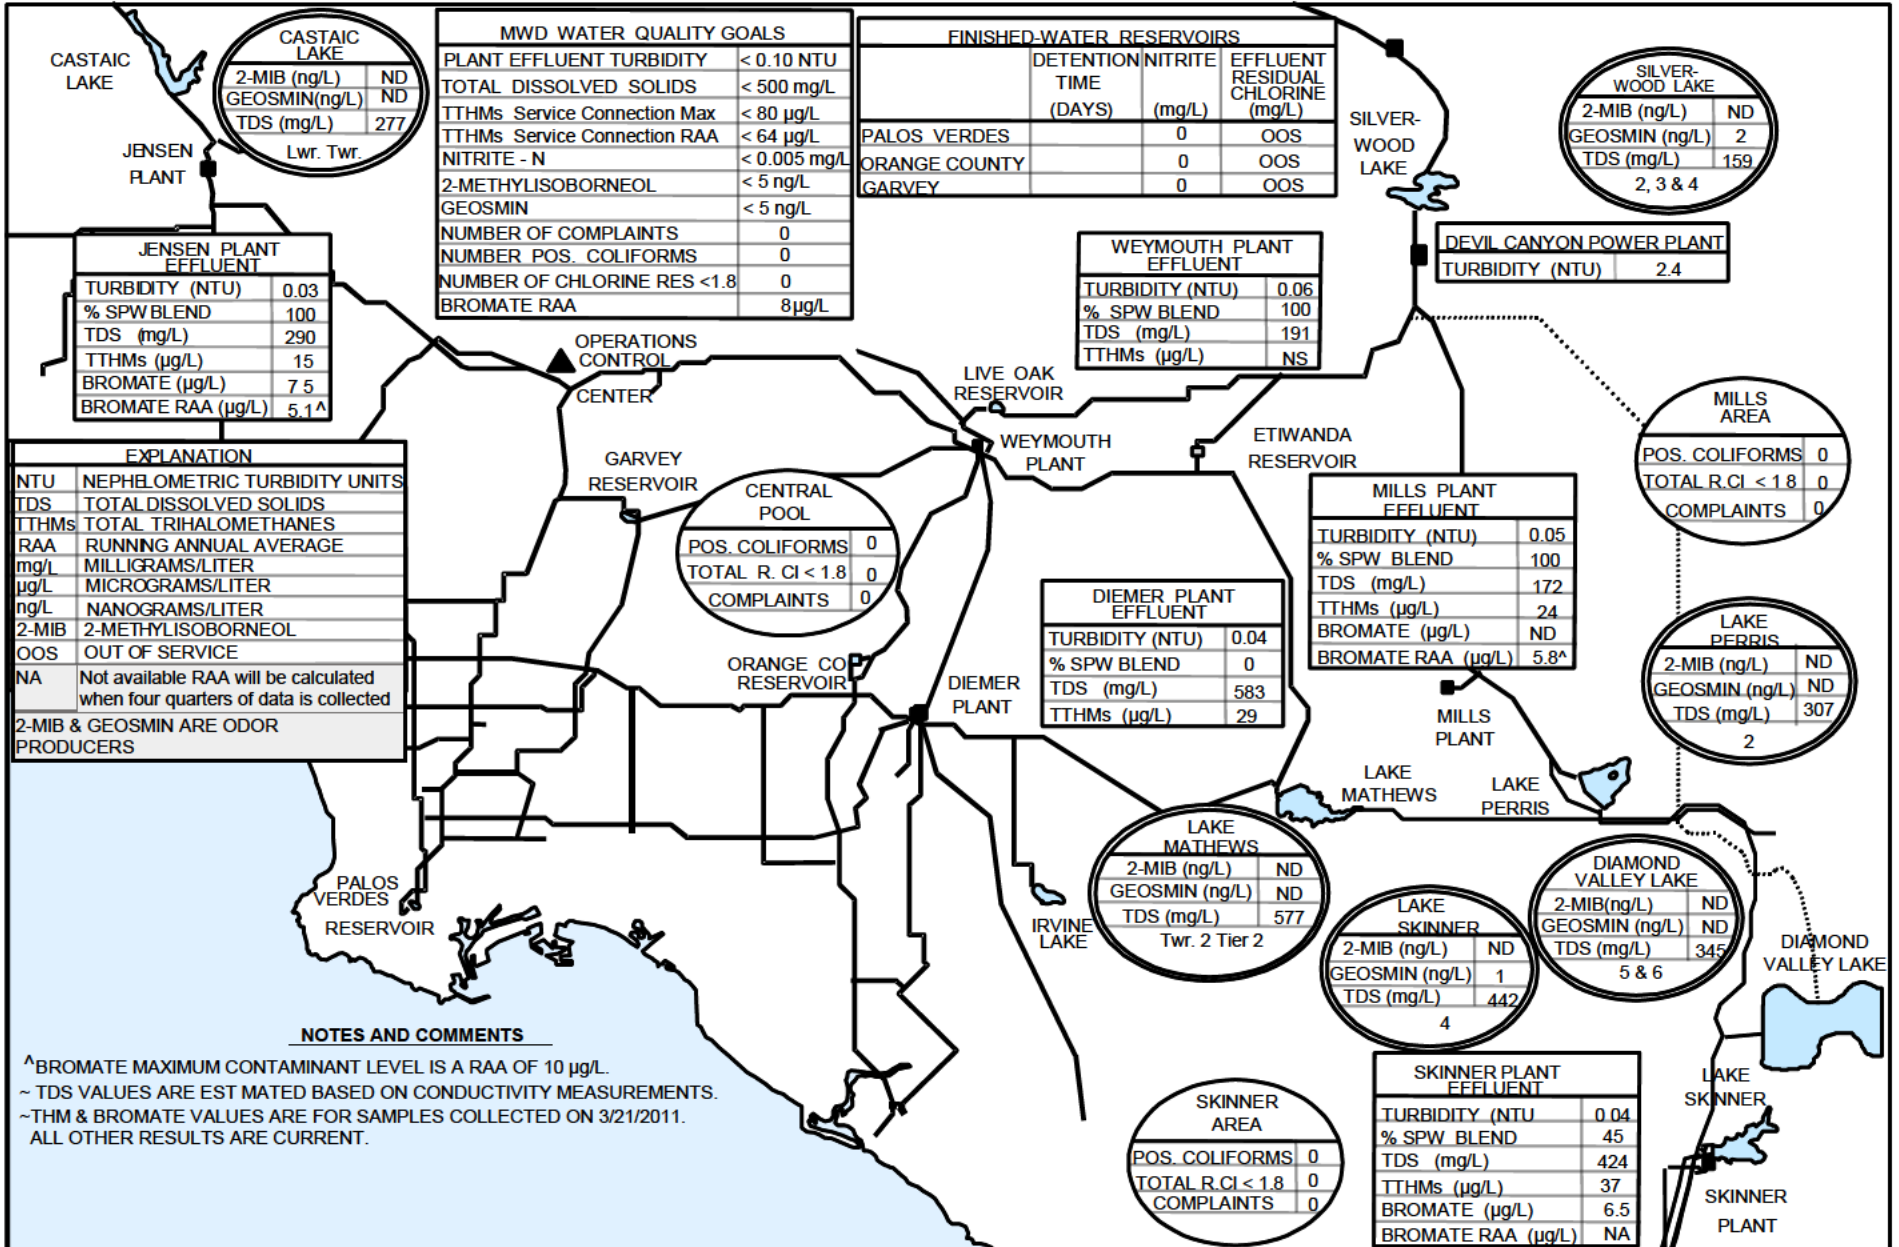 CASTAIC
LAKE
CASTAIC
LAKE
2-MIB (ng/L) ND
GEOSMIN(ng/L) ND
TDS (mg/L) 277
Lwr. Twr.
JENSEN
PLANT
MWD WATER QUALITY GOALS
PLANT EFFLUENT TURBIDITY < 0.10 NTU
TOTAL DISSOLVED SOLIDS < 500 mg/L
TTHMs Service Connection Max < 80 µg/L
TTHMs Service Connection RAA < 64 µg/L
NITRITE - N < 0.005 mg/L
2-METHYLISOBORNEOL < 5 ng/L
GEOSMIN < 5 ng/L
NUMBER OF COMPLAINTS 0
NUMBER POS. COLIFORMS 0
NUMBER OF CHLORINE RES <1.8 0
BROMATE RAA 8µg/L
FINISHED-WATER RESERVOIRS
DETENTION NITRITE EFFLUENT
TIME RESIDUAL
CHLORINE
(DAYS) (mg/L) (mg/L)
PALOS VERDES 0 OOS
ORANGE COUNTY 0 OOS
GARVEY 0 OOS
SILVER-
WOOD
LAKE
SILVER-
WOOD LAKE
2-MIB (ng/L) ND
GEOSMIN (ng/L) 2
TDS (mg/L) 159
2, 3 & 4
DEVIL CANYON POWER PLANT
TURBIDITY (NTU) 2.4
JENSEN PLANT
EFFLUENT
TURBIDITY (NTU) 0.03
% SPW BLEND 100
TDS (mg/L) 290
TTHMs (µg/L) 15
BROMATE (µg/L) 7 5
BROMATE RAA (µg/L) 5.1^
WEYMOUTH PLANT
EFFLUENT
TURBIDITY (NTU) 0.06
% SPW BLEND 100
TDS (mg/L) 191
TTHMs (µg/L) NS
OPERATIONS
CONTROL
CENTER
LIVE OAK
RESERVOIR
WEYMOUTH
PLANT
ETIWANDA
RESERVOIR
GARVEY
RESERVOIR
MILLS
AREA
POS. COLIFORMS 0
TOTAL R.Cl < 1 8 0
COMPLAINTS 0
EXPLANATION
NTU NEPHELOMETRIC TURBIDITY UNITS
TDS TOTAL DISSOLVED SOLIDS
TTHMs TOTAL TRIHALOMETHANES
RAA RUNNING ANNUAL AVERAGE
mg/L MILLIGRAMS/LITER
µg/L MICROGRAMS/LITER
ng/L NANOGRAMS/LITER
2-MIB 2-METHYLISOBORNEOL
OOS OUT OF SERVICE
NA Not available RAA will be calculated
when four quarters of data is collected
2-MIB & GEOSMIN ARE ODOR
PRODUCERS
CENTRAL
POOL
POS. COLIFORMS 0
TOTAL R. Cl < 1.8 0
COMPLAINTS 0
MILLS PLANT
EFFLUENT
TURBIDITY (NTU) 0.05
% SPW BLEND 100
TDS (mg/L) 172
TTHMs (µg/L) 24
BROMATE (µg/L) ND
BROMATE RAA (µg/L) 5.8^
DIEMER PLANT
EFFLUENT
TURBIDITY (NTU) 0.04
% SPW BLEND 0
TDS (mg/L) 583
TTHMs (µg/L) 29
LAKE
PERRIS
2-MIB (ng/L) ND
GEOSMIN (ng/L) ND
TDS (mg/L) 307
2
ORANGE CO
RESERVOIR
DIEMER
PLANT
MILLS
PLANT
LAKE
MATHEWS
LAKE
PERRIS
LAKE
MATHEWS
2-MIB (ng/L) ND
GEOSMIN (ng/L) ND
TDS (mg/L) 577
Twr. 2 Tier 2
DIAMOND
VALLEY LAKE
2-MIB(ng/L) ND
GEOSMIN (ng/L) ND
TDS (mg/L) 345
5 & 6
PALOS
VERDES
RESERVOIR
IRVINE
LAKE
LAKE
SKINNER
2-MIB (ng/L) ND
GEOSMIN (ng/L) 1
TDS (mg/L) 442
4
DIAMOND
VALLEY LAKE
NOTES AND COMMENTS
^BROMATE MAXIMUM CONTAMINANT LEVEL IS A RAA OF 10 µg/L.
~ TDS VALUES ARE EST MATED BASED ON CONDUCTIVITY MEASUREMENTS.
~THM & BROMATE VALUES ARE FOR SAMPLES COLLECTED ON 3/21/2011.
ALL OTHER RESULTS ARE CURRENT.
SKINNER
AREA
POS. COLIFORMS 0
TOTAL R.Cl < 1.8 0
COMPLAINTS 0
SKINNER PLANT
EFFLUENT
TURBIDITY (NTU 0 04
% SPW BLEND 45
TDS (mg/L) 424
TTHMs (µg/L) 37
BROMATE (µg/L) 6.5
BROMATE RAA (µg/L) NA
LAKE
SKINNER
SKINNER
PLANT